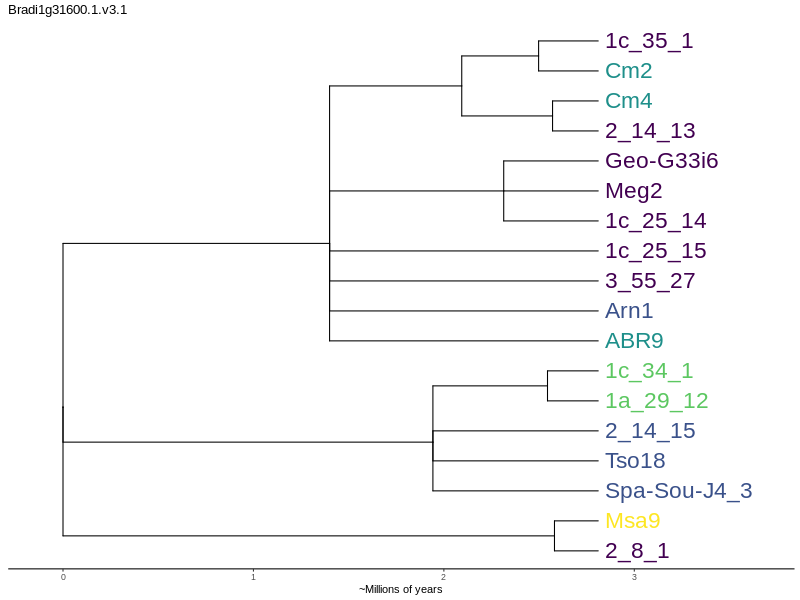 Bradi1g31600.1.v3.1
1c_35_1
Cm2
Cm4
2_14_13
Geo-G33i6
Meg2
1c_25_14
1c_25_15
3_55_27
Arn1
ABR9
1c_34_1
1a_29_12
2_14_15
Tso18
Spa-Sou-J4_3
Msa9
2_8_1
0 1 2 3
~Millions of years